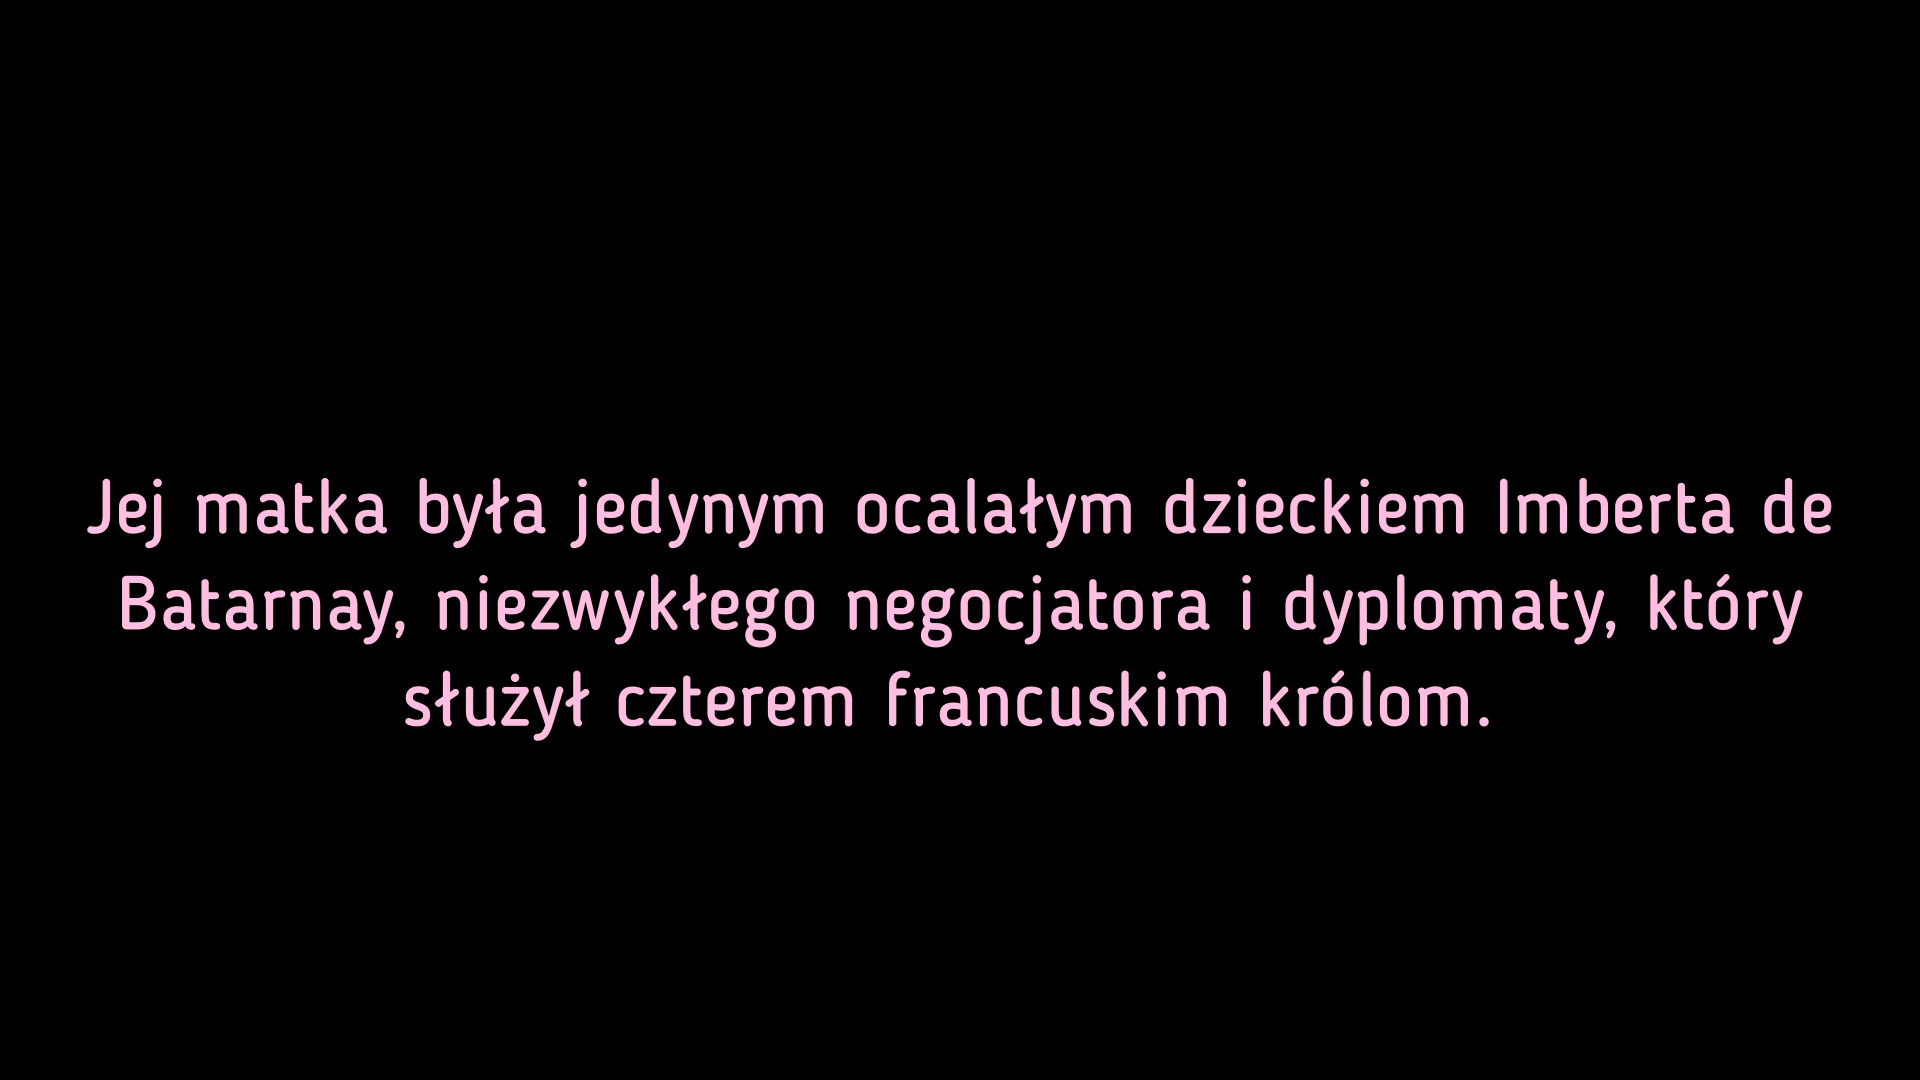 Jej matka była jedynym ocalałym dzieckiem Imberta de
Batarnay, niezwykłego negocjatora i dyplomaty, który
służył czterem francuskim królom.